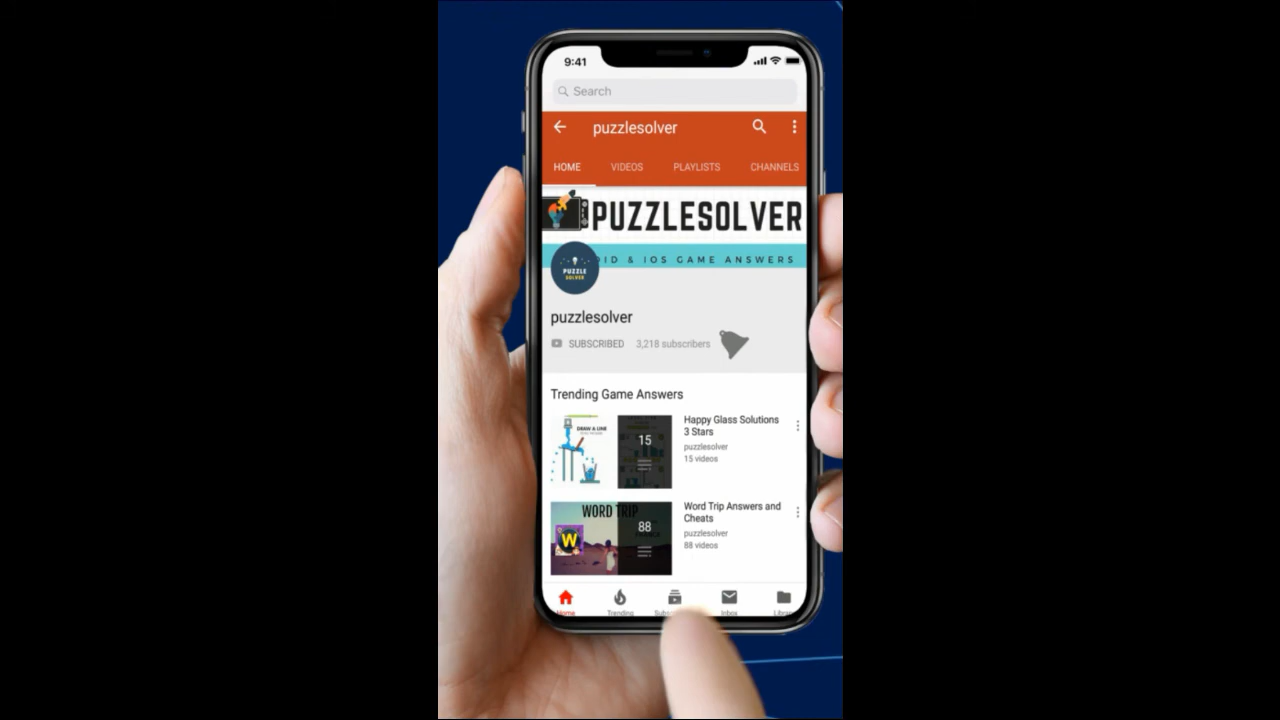 9:41
Search
puzzlesolver
HOME VIDEOS PLAYLISTS CHANNELS
PUZZLESOLVER
ID & IOS GAME ANSWERS
PUZZLE
SOLVER
puzzlesolver
SUBSCRIBED 3,218 subscribers
Trending Game Answers
DRAW A LINE
15
Happy Glass Solutions
3 Stars
puzzlesolver
15 videos
WORD TRIP
W
88
Word Trip Answers and
Cheats
puzzlesolver
88 videos
Home Trending Inbox